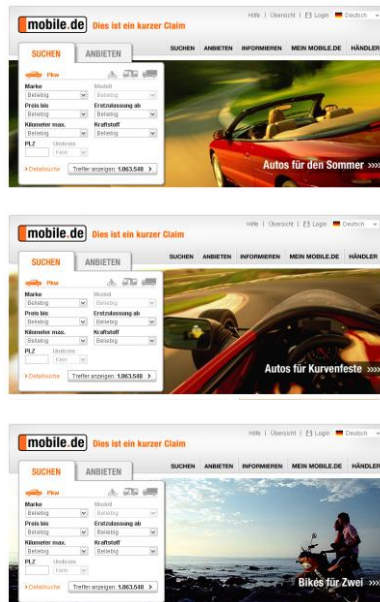 mobile.de Dies ist ein kurzer Claim
Hilfe | Übersicht | Login Deutsch
SUCHEN ANBIETEN
SUCHEN ANBIETEN INFORMIEREN MEIN MOBILE.DE HÄNDLER
Pkw
Marke Modell
Beliebig Beliebig
Preis bis Erstzulassung ab
Beliebig Beliebig
Kilometer max. Kraftstoff
Beliebig Beliebig
PLZ Umkreis
Kein
Detailsuche Treffer anzeigen 1.063.548
Autos für den Sommer
mobile.de Dies ist ein kurzer Claim
Hilfe | Übersicht | Login Deutsch
SUCHEN ANBIETEN
SUCHEN ANBIETEN INFORMIEREN MEIN MOBILE.DE HÄNDLER
Pkw
Marke Modell
Beliebig Beliebig
Preis bis Erstzulassung ab
Beliebig Beliebig
Kilometer max. Kraftstoff
Beliebig Beliebig
PLZ Umkreis
Kein
Detailsuche Treffer anzeigen 1.063.548
Autos für Kurvenfeste
mobile.de Dies ist ein kurzer Claim
Hilfe | Übersicht | Login Deutsch
SUCHEN ANBIETEN
SUCHEN ANBIETEN INFORMIEREN MEIN MOBILE.DE HÄNDLER
Pkw
Marke Modell
Beliebig Beliebig
Preis bis Erstzulassung ab
Beliebig Beliebig
Kilometer max. Kraftstoff
Beliebig Beliebig
PLZ Umkreis
Kein
Detailsuche Treffer anzeigen 1.063.548
Bikes für Zwei